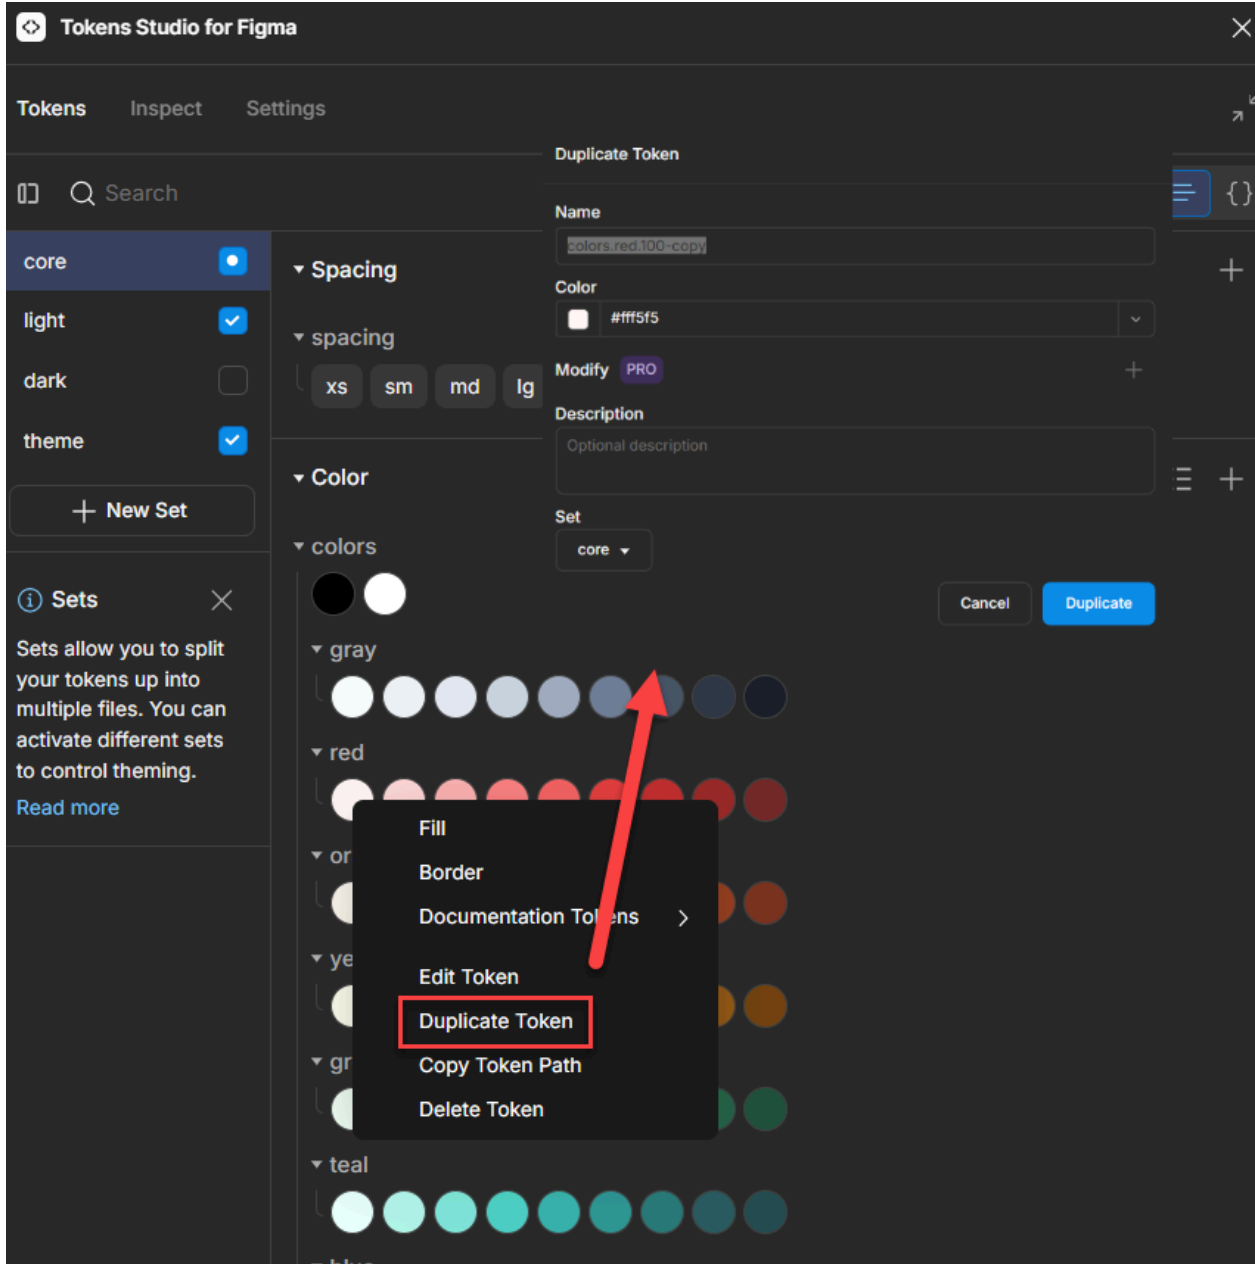 Tokens Studio for Figma
Tokens Inspect Settings
Search
core
light
dark
theme
New Set
Sets
Sets allow you to split
your tokens up into
multiple files. You can
activate different sets
to control theming.
Read more
Spacing
spacing
xs sm md lg
Color
colors
gray
red
or
ye
gr
teal
Duplicate Token
Name
colors.red.100-copy
Color
#fff5f5
Modify PRO
Description
Optional description
Set
core
Cancel Duplicate
Fill
Border
Documentation Tokens
Edit Token
Duplicate Token
Copy Token Path
Delete Token